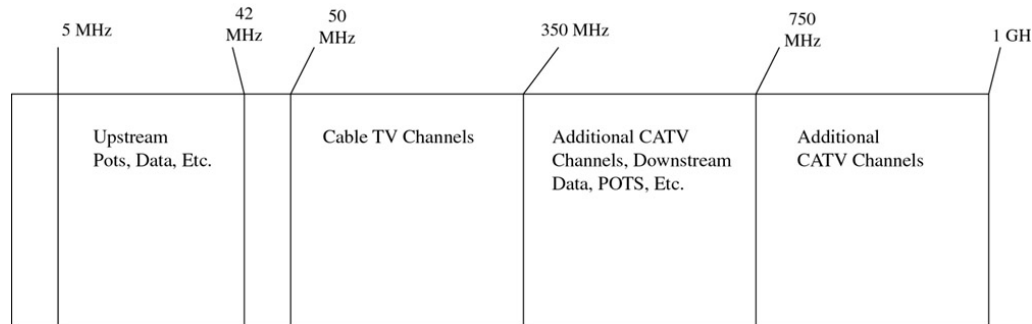 5 MHz
42
MHz
50
MHz
350 MHz
750
MHz
1 GH
Upstream
Pots, Data, Etc.
Cable TV Channels
Additional CATV
Channels, Downstream
Data, POTS, Etc.
Additional
CATV Channels